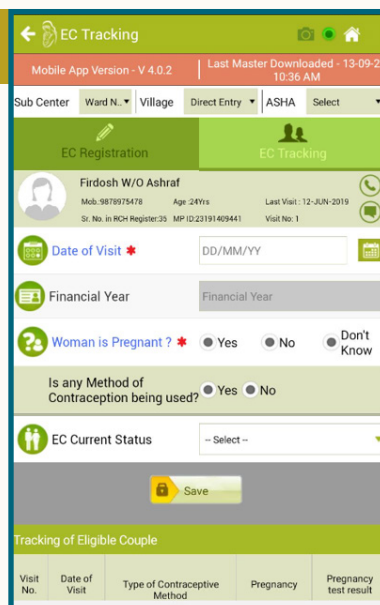 EC Tracking
Mobile App Version - V 4.0.2
Last Master Downloaded - 13-09-2
10:36 AM
Sub Center Ward N.. Village Direct Entry ASHA Select
EC Registration EC Tracking
Firdosh W/O Ashraf
Mob.:9878975478 Age :24Yrs Last Visit : 12-JUN-2019
Sr. No. in RCH Register:35 MP ID:23191409441 Visit No: 1
Date of Visit * DD/MM/YY
Financial Year Financial Year
Woman is Pregnant ? * Yes No Don't
Know
Is any Method of
Contraception being used? Yes No
EC Current Status -- Select --
Save
Tracking of Eligible Couple
Visit
No.
Date of
Visit
Type of Contraceptive
Method
Pregnancy
Pregnancy
test result